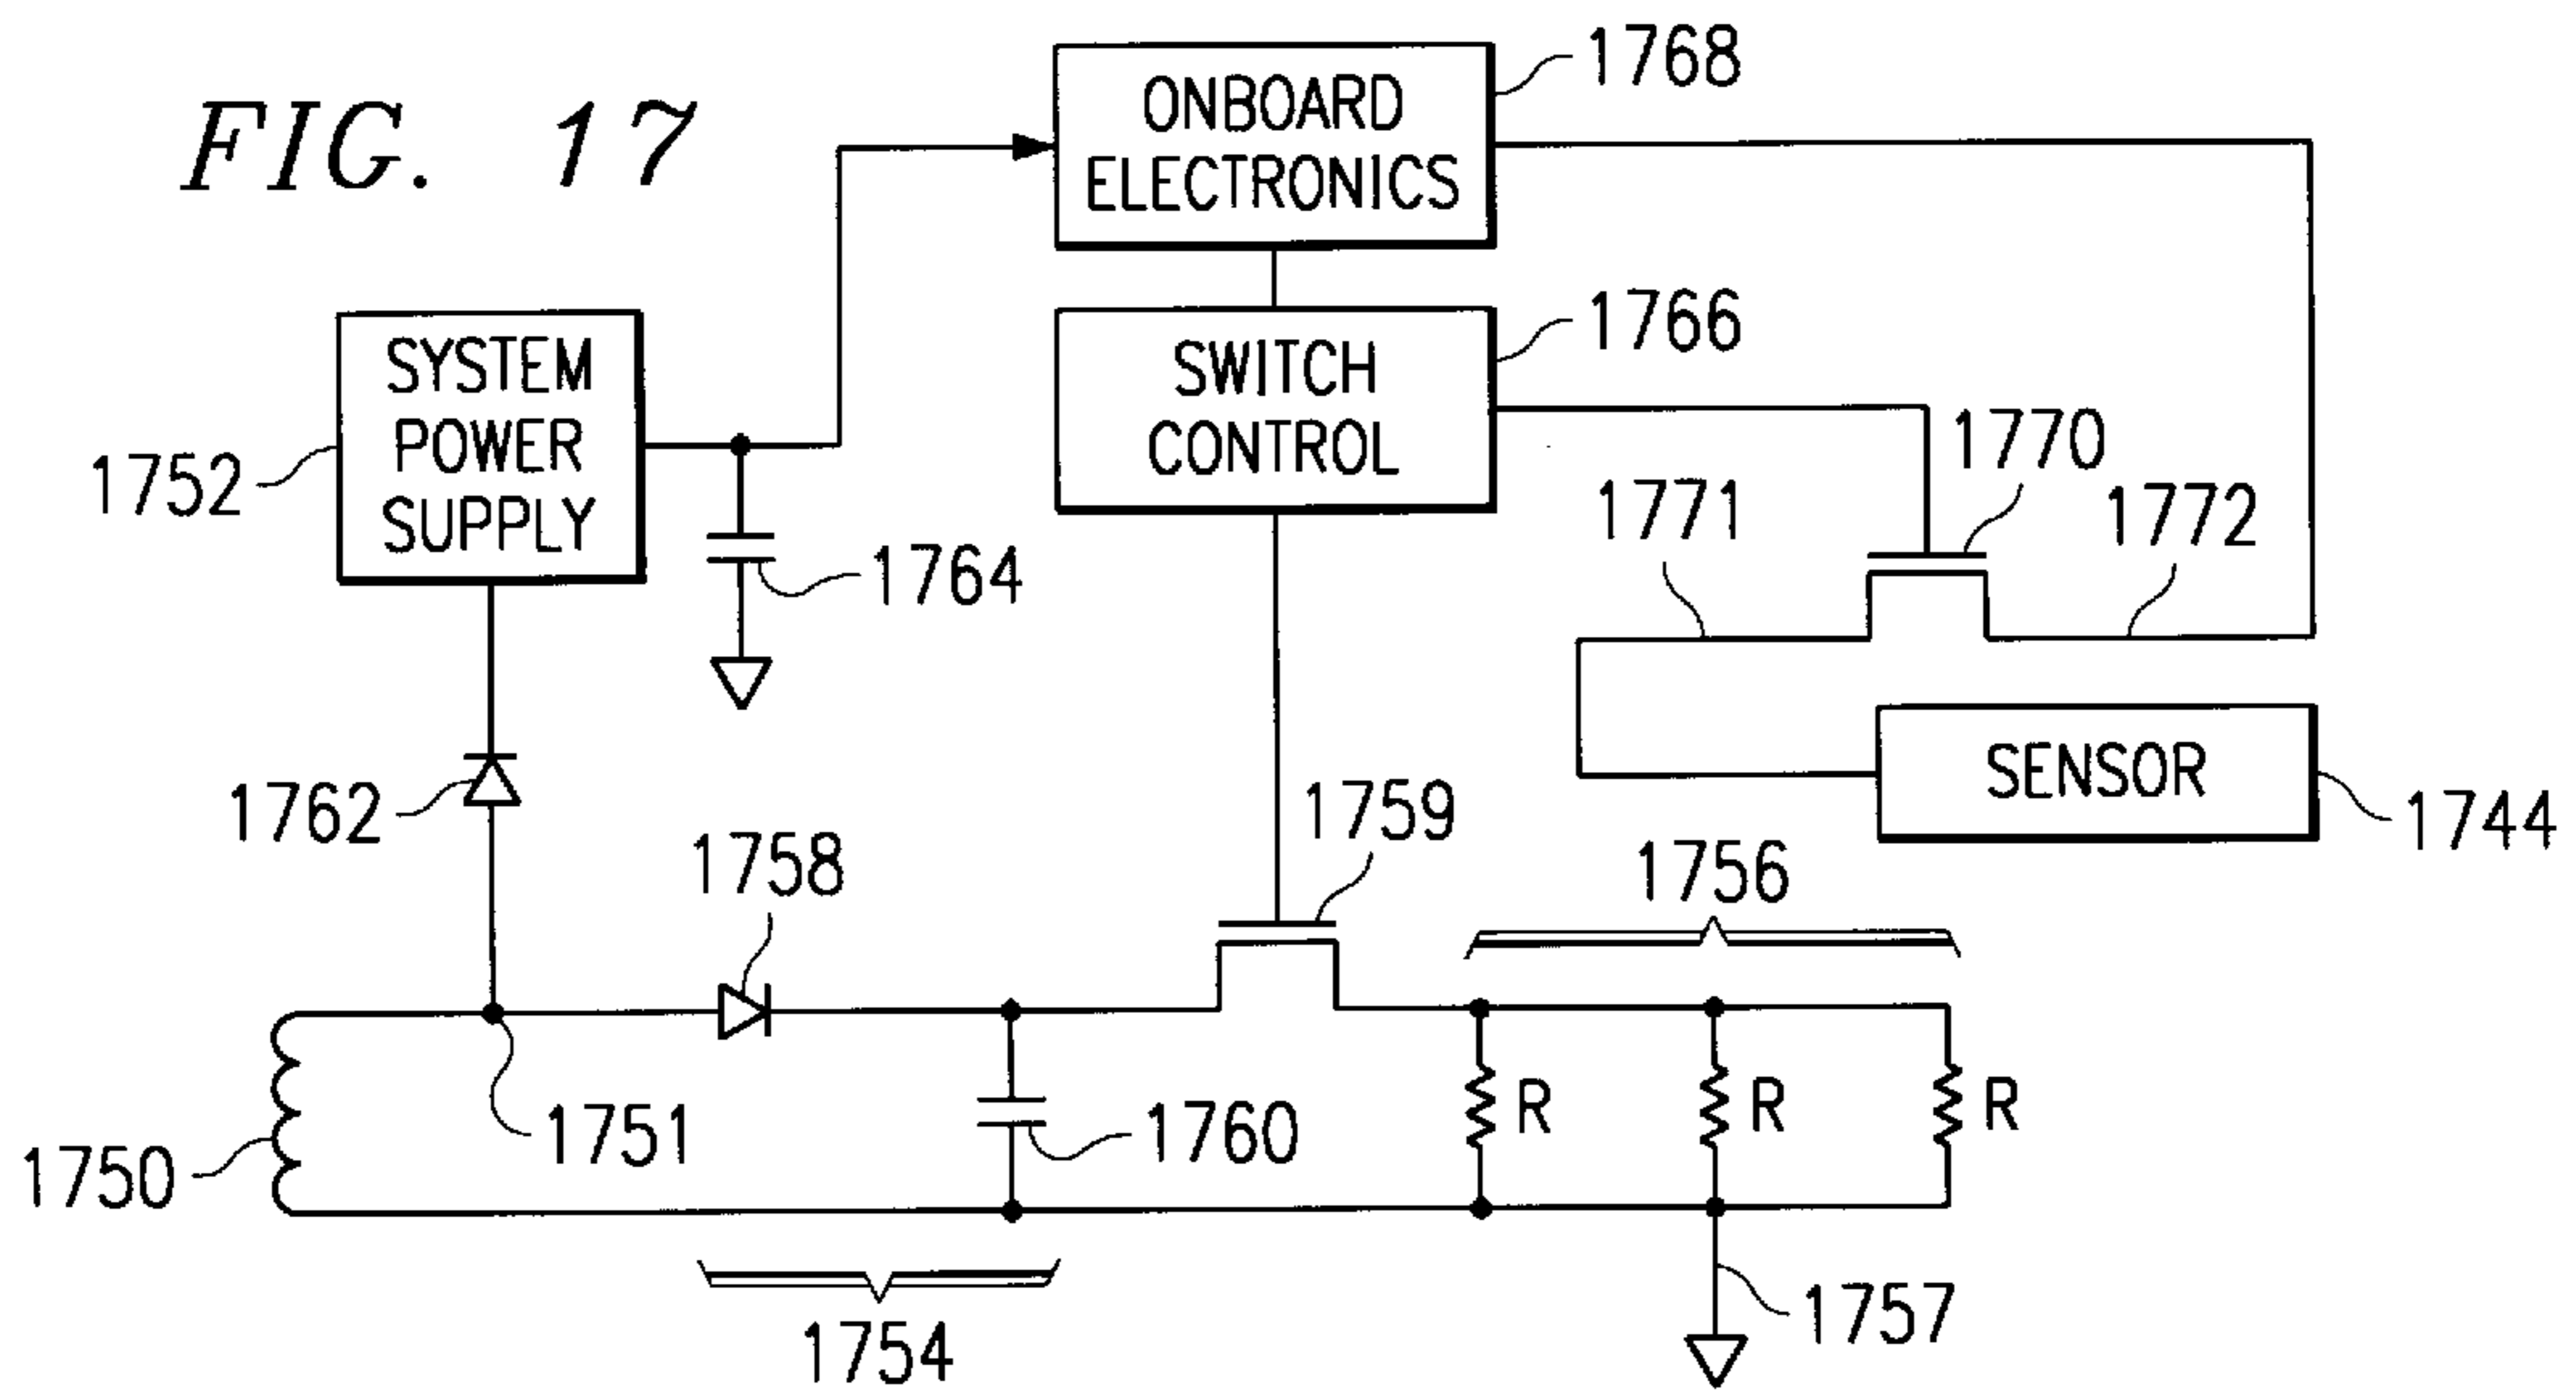 FIG. 17
ONBOARD
ELECTRONICS
1768
SYSTEM
POWER
SUPPLY
1752
1764
SWITCH
CONTROL
1766
1770
1771
1772
SENSOR
1744
1762
1758
1759
1756
1750
1751
1760
R
R
R
1754
1757